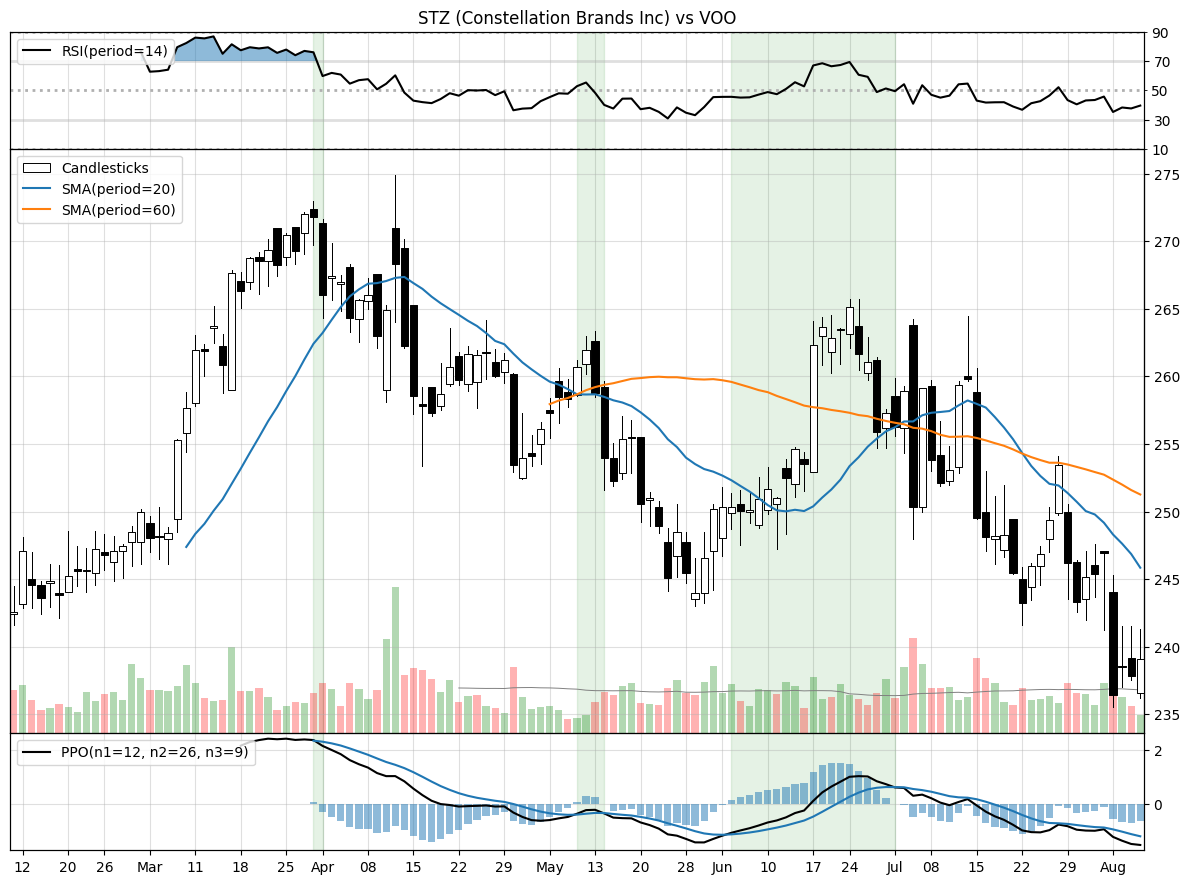 STZ (Constellation Brands Inc) vs VOO
RSI(period=14)
90
70
50
30
10
Candlesticks
SMA(period=20)
SMA(period=60)
275
270
265
260
255
250
245
240
235
PPO(n1=12, n2=26, n3=9)
2
0
12 20 26 Mar 11 18 25 Apr 08 15 22 29 May 13 20 28 Jun 10 17 24 Jul 08 15 22 29 Aug